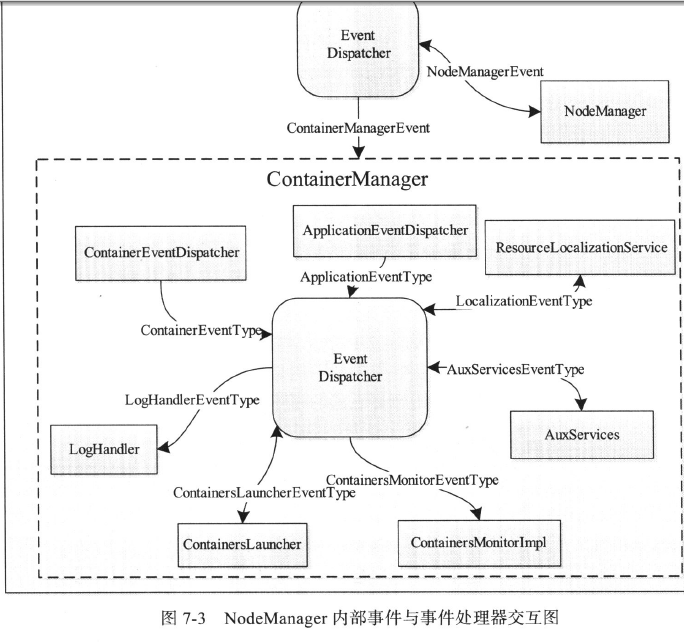 Event
Dispatcher
NodeManagerEvent
NodeManager
ContainerManagerEvent
ContainerManager
ContainerEventDispatcher
ApplicationEventDispatcher
ResourceLocalizationService
ApplicationEventType
LocalizationEventType
ContainerEventType
Event
Dispatcher
AuxServicesEventType
LogHandlerEventType
AuxServices
LogHandler
ContainersMonitorEventType
ContainersLauncherEventType
ContainersLauncher
ContainersMonitorImpl
图 7-3 NodeManager 内部事件与事件处理器交互图